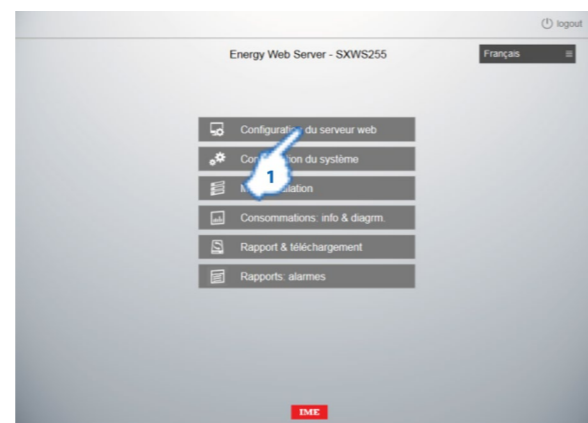 logout
Energy Web Server - SXWS255
Français
Configuration du serveur web
du système
1
Consommations: info & diagrm.
Rapport & téléchargement
Rapports: alarmes
IME